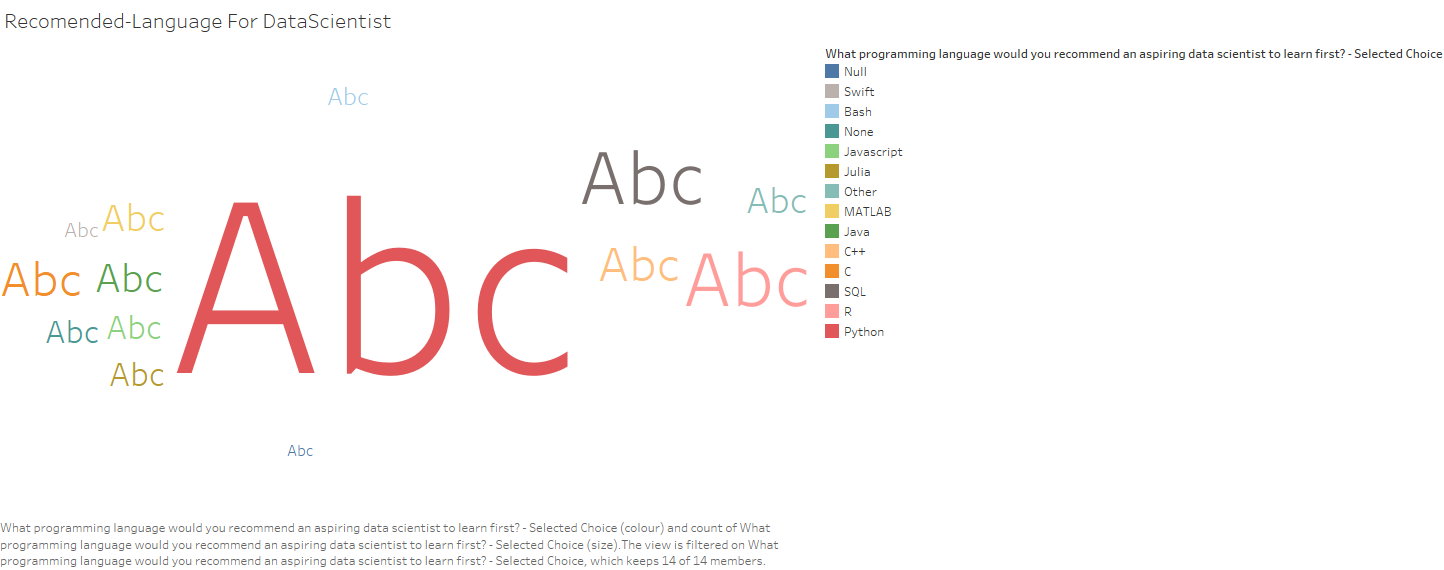 Recomended-Language For DataScientist
What programming language would you recommend an aspiring data scientist to learn first? - Selected Choice
Null
Swift
Bash
None
Javascript
Julia
Other
MATLAB
Java
C++
C
SQL
R
Python
Abc
Abc
Abc
Abc
Abc
Abc
Abc
Abc
Abc
Abc
Abc
Abc
Abc
Abc
What programming language would you recommend an aspiring data scientist to learn first? - Selected Choice (colour) and count of What
programming language would you recommend an aspiring data scientist to learn first? - Selected Choice (size).The view is filtered on What
programming language would you recommend an aspiring data scientist to learn first? - Selected Choice, which keeps 14 of 14 members.